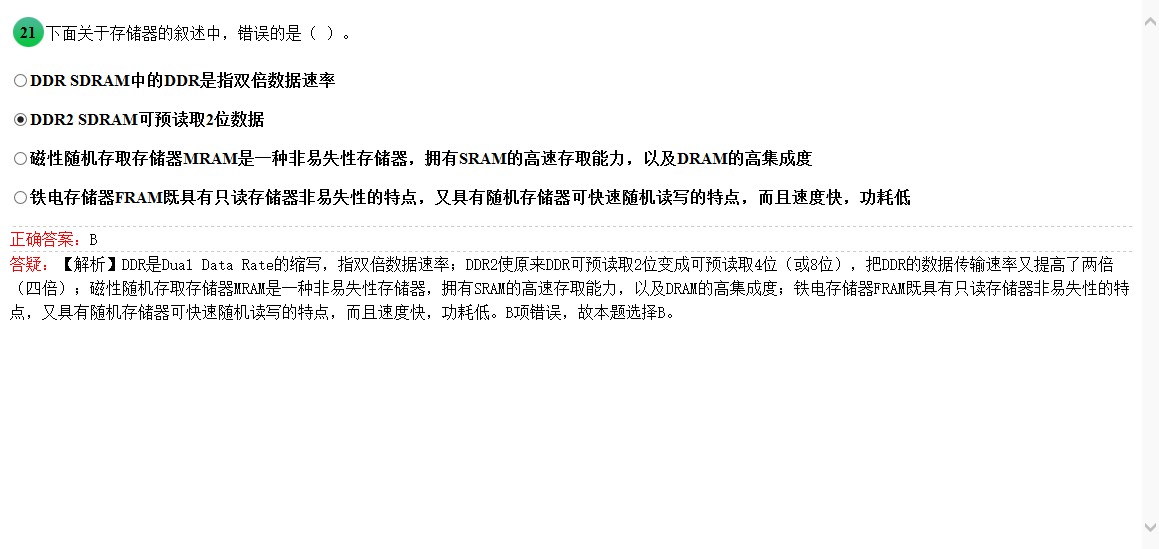 21 下面关于存储器的叙述中，错误的是（ ）。
DDR SDRAM中的DDR是指双倍数据速率
DDR2 SDRAM可预读取2位数据
磁性随机存取存储器MRAM是一种非易失性存储器，拥有SRAM的高速存取能力，以及DRAM的高集成度
铁电存储器FRAM既具有只读存储器非易失性的特点，又具有随机存储器可快速随机读写的特点，而且速度快，功耗低
正确答案：B
答疑：【解析】DDR是Dual Data Rate的缩写，指双倍数据速率；DDR2使原来DDR可预读取2位变成可预读取4位（或8位），把DDR的数据传输速率又提高了两倍
（四倍）；磁性随机存取存储器MRAM是一种非易失性存储器，拥有SRAM的高速存取能力，以及DRAM的高集成度；铁电存储器FRAM既具有只读存储器非易失性的特
点，又具有随机存储器可快速随机读写的特点，而且速度快，功耗低。B项错误，故本题选择B。